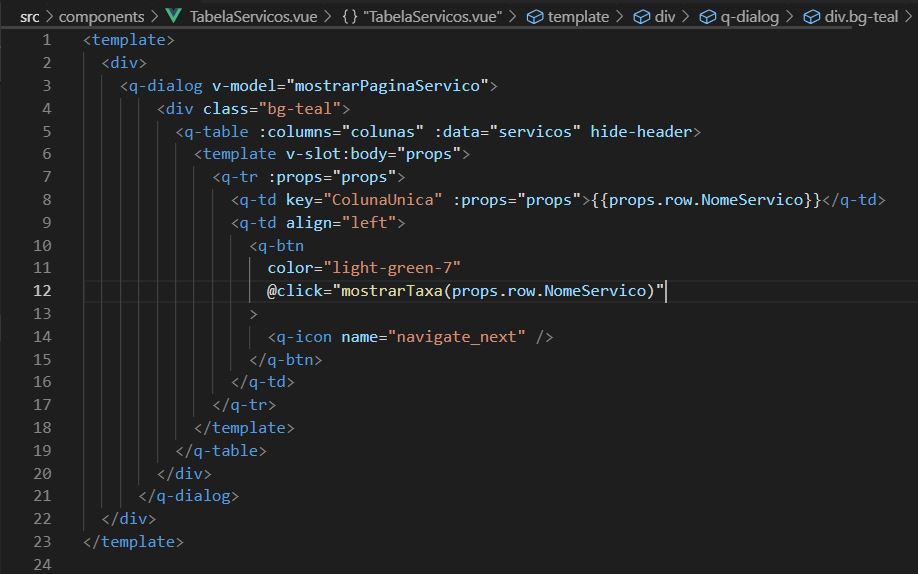 src > components > TabelaServicos.vue > {} "TabelaServicos.vue" > template > div > q-dialog > div.bg-teal >
1 <template>
2 <div>
3 <q-dialog v-model="mostrarPaginaServico">
4 <div class="bg-teal">
5 <q-table :columns="colunas" :data="servicos" hide-header>
6 <template v-slot:body="props">
7 <q-tr :props="props">
8 <q-td key="ColunaUnica" :props="props">{{props.row.NomeServico}}</q-td>
9 <q-td align="left">
10 <q-btn
11 color="light-green-7"
12 @click="mostrarTaxa(props.row.NomeServico)"
13 >
14 <q-icon name="navigate_next" />
15 </q-btn>
16 </q-td>
17 </q-tr>
18 </template>
19 </q-table>
20 </div>
21 </q-dialog>
22 </div>
23 </template>
24